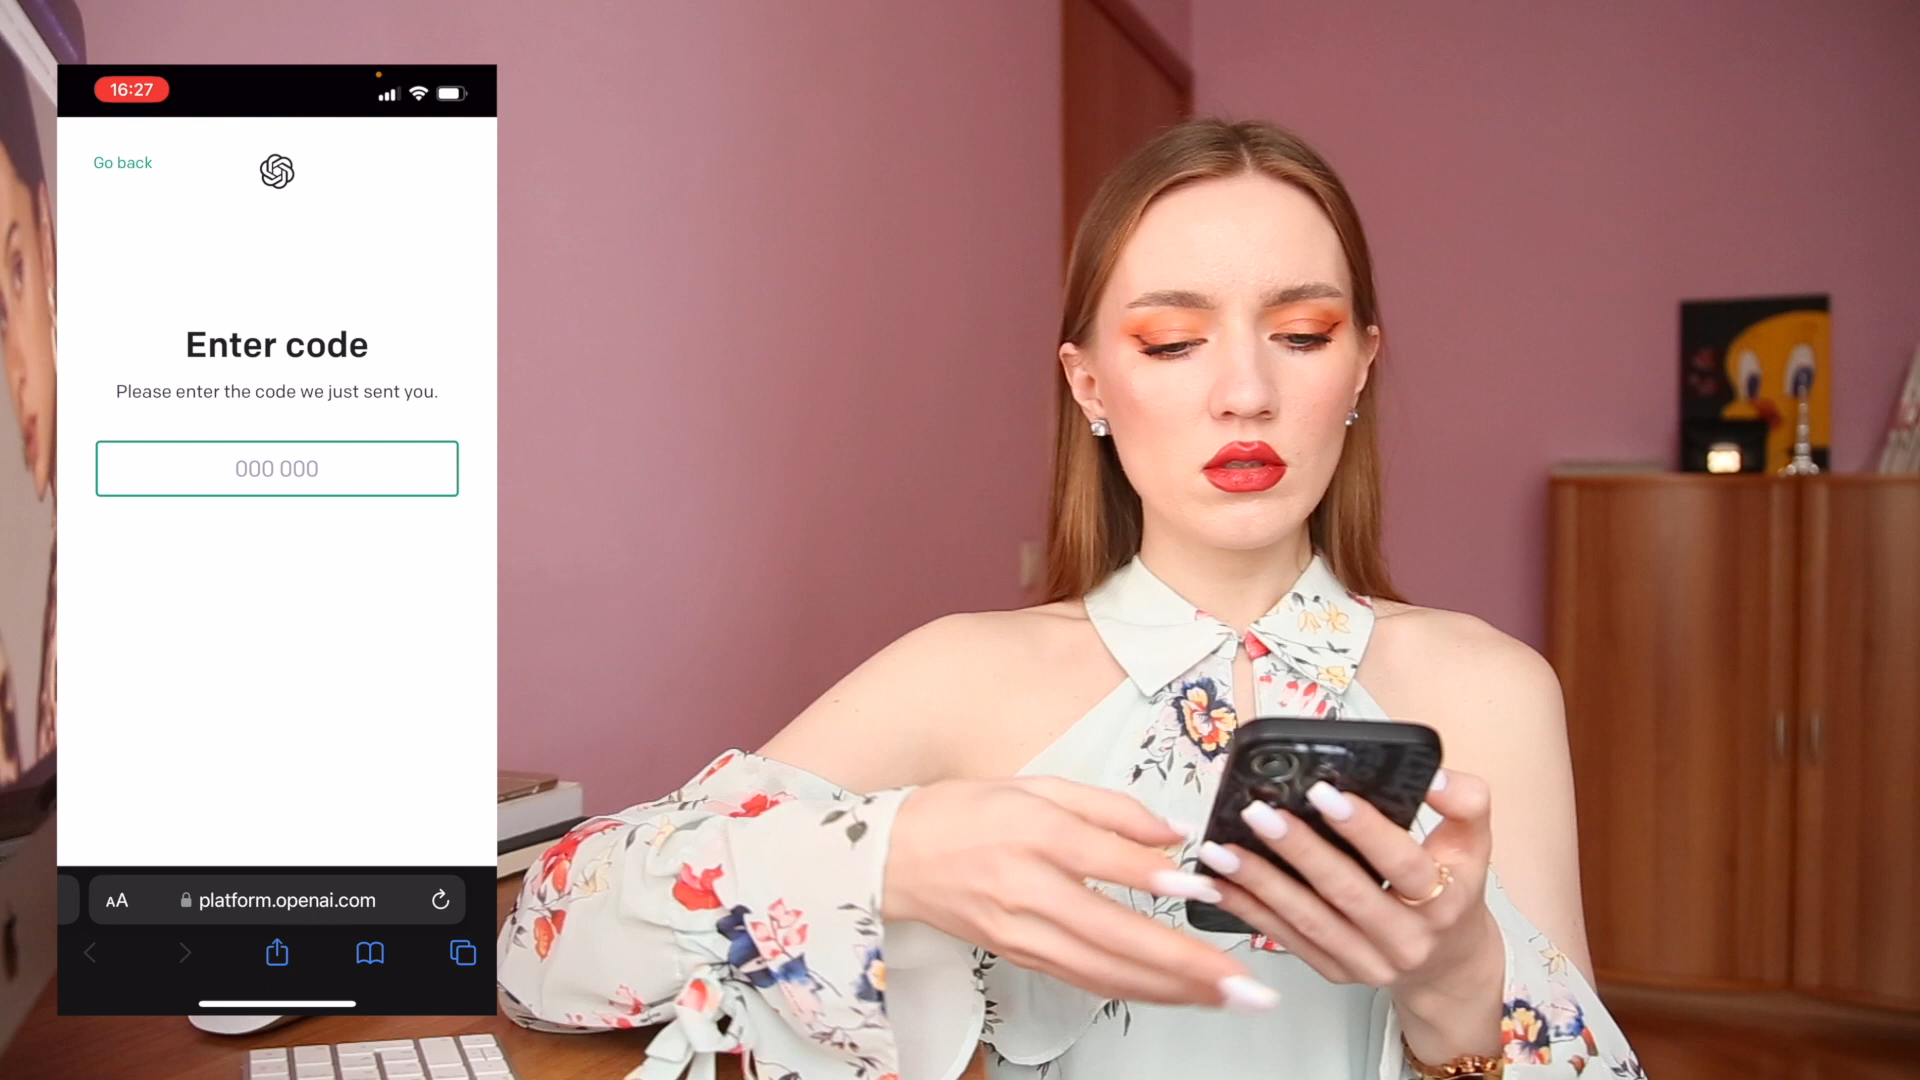 16:27
Go back
Enter code
Please enter the code we just sent you.
000 000
AA
platform.openai.com